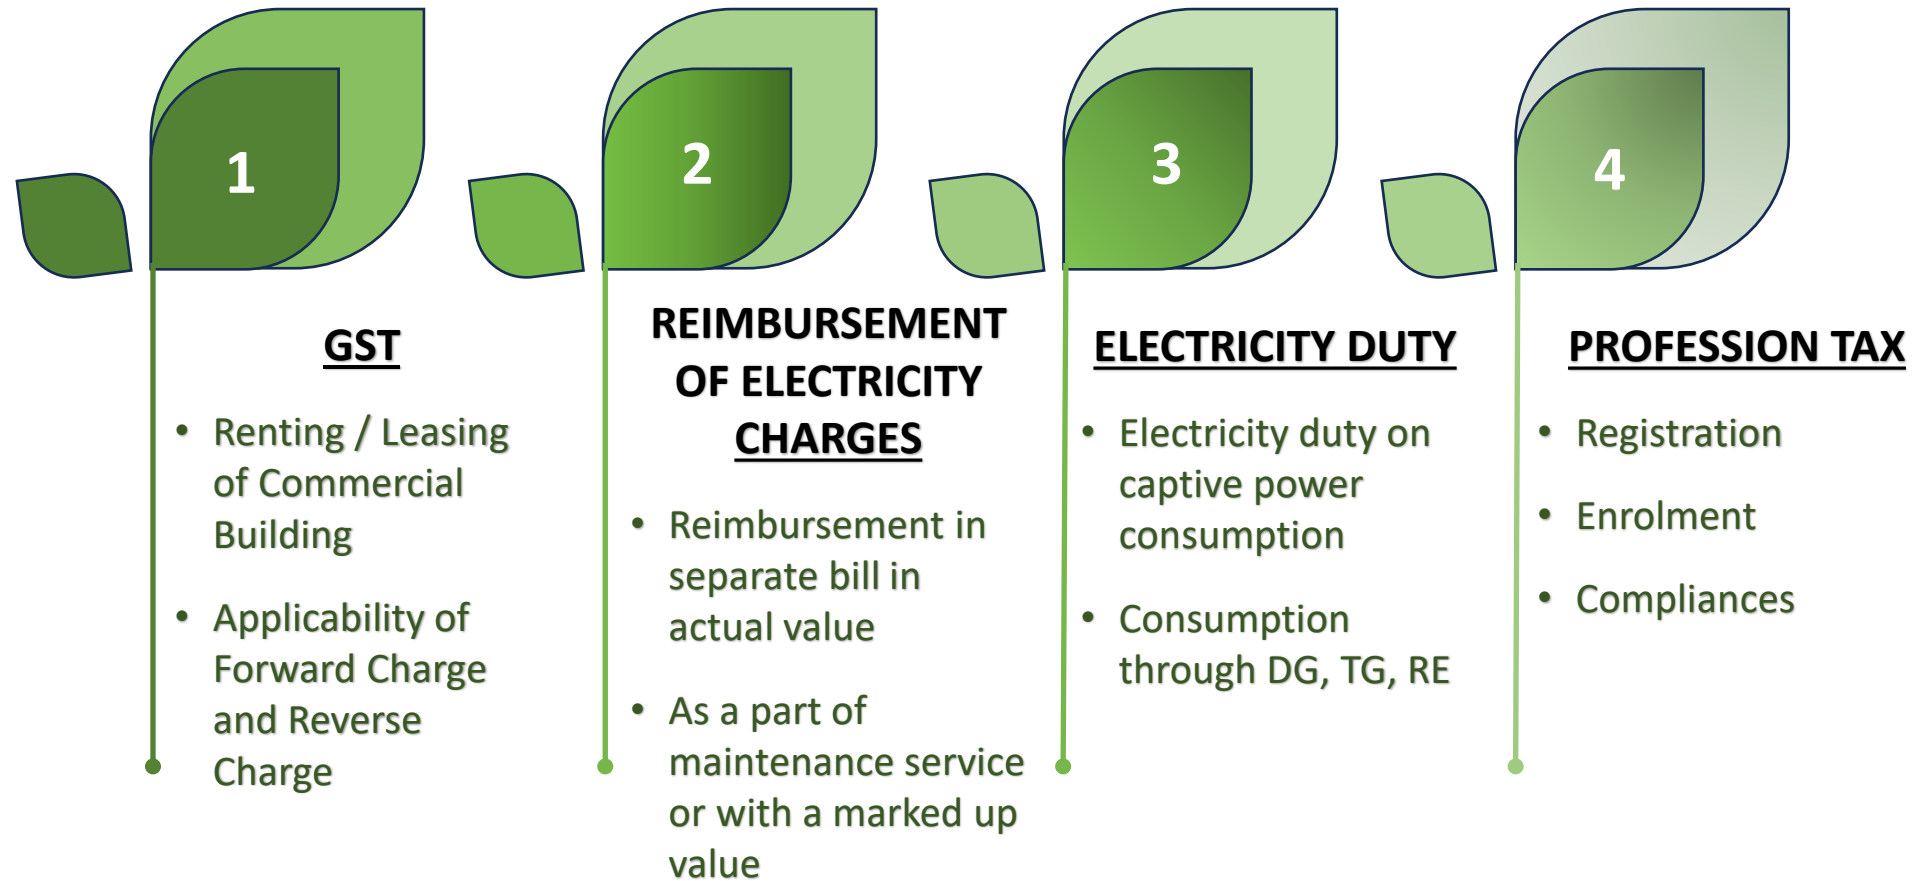 1
GST
• Renting / Leasing
of Commercial
Building
• Applicability of
Forward Charge
and Reverse
Charge
2
REIMBURSEMENT
OF ELECTRICITY
CHARGES
• Reimbursement in
separate bill in
actual value
• As a part of
maintenance service
or with a marked up
value
3
ELECTRICITY DUTY
• Electricity duty on
captive power
consumption
• Consumption
through DG, TG, RE
4
PROFESSION TAX
• Registration
• Enrolment
• Compliances